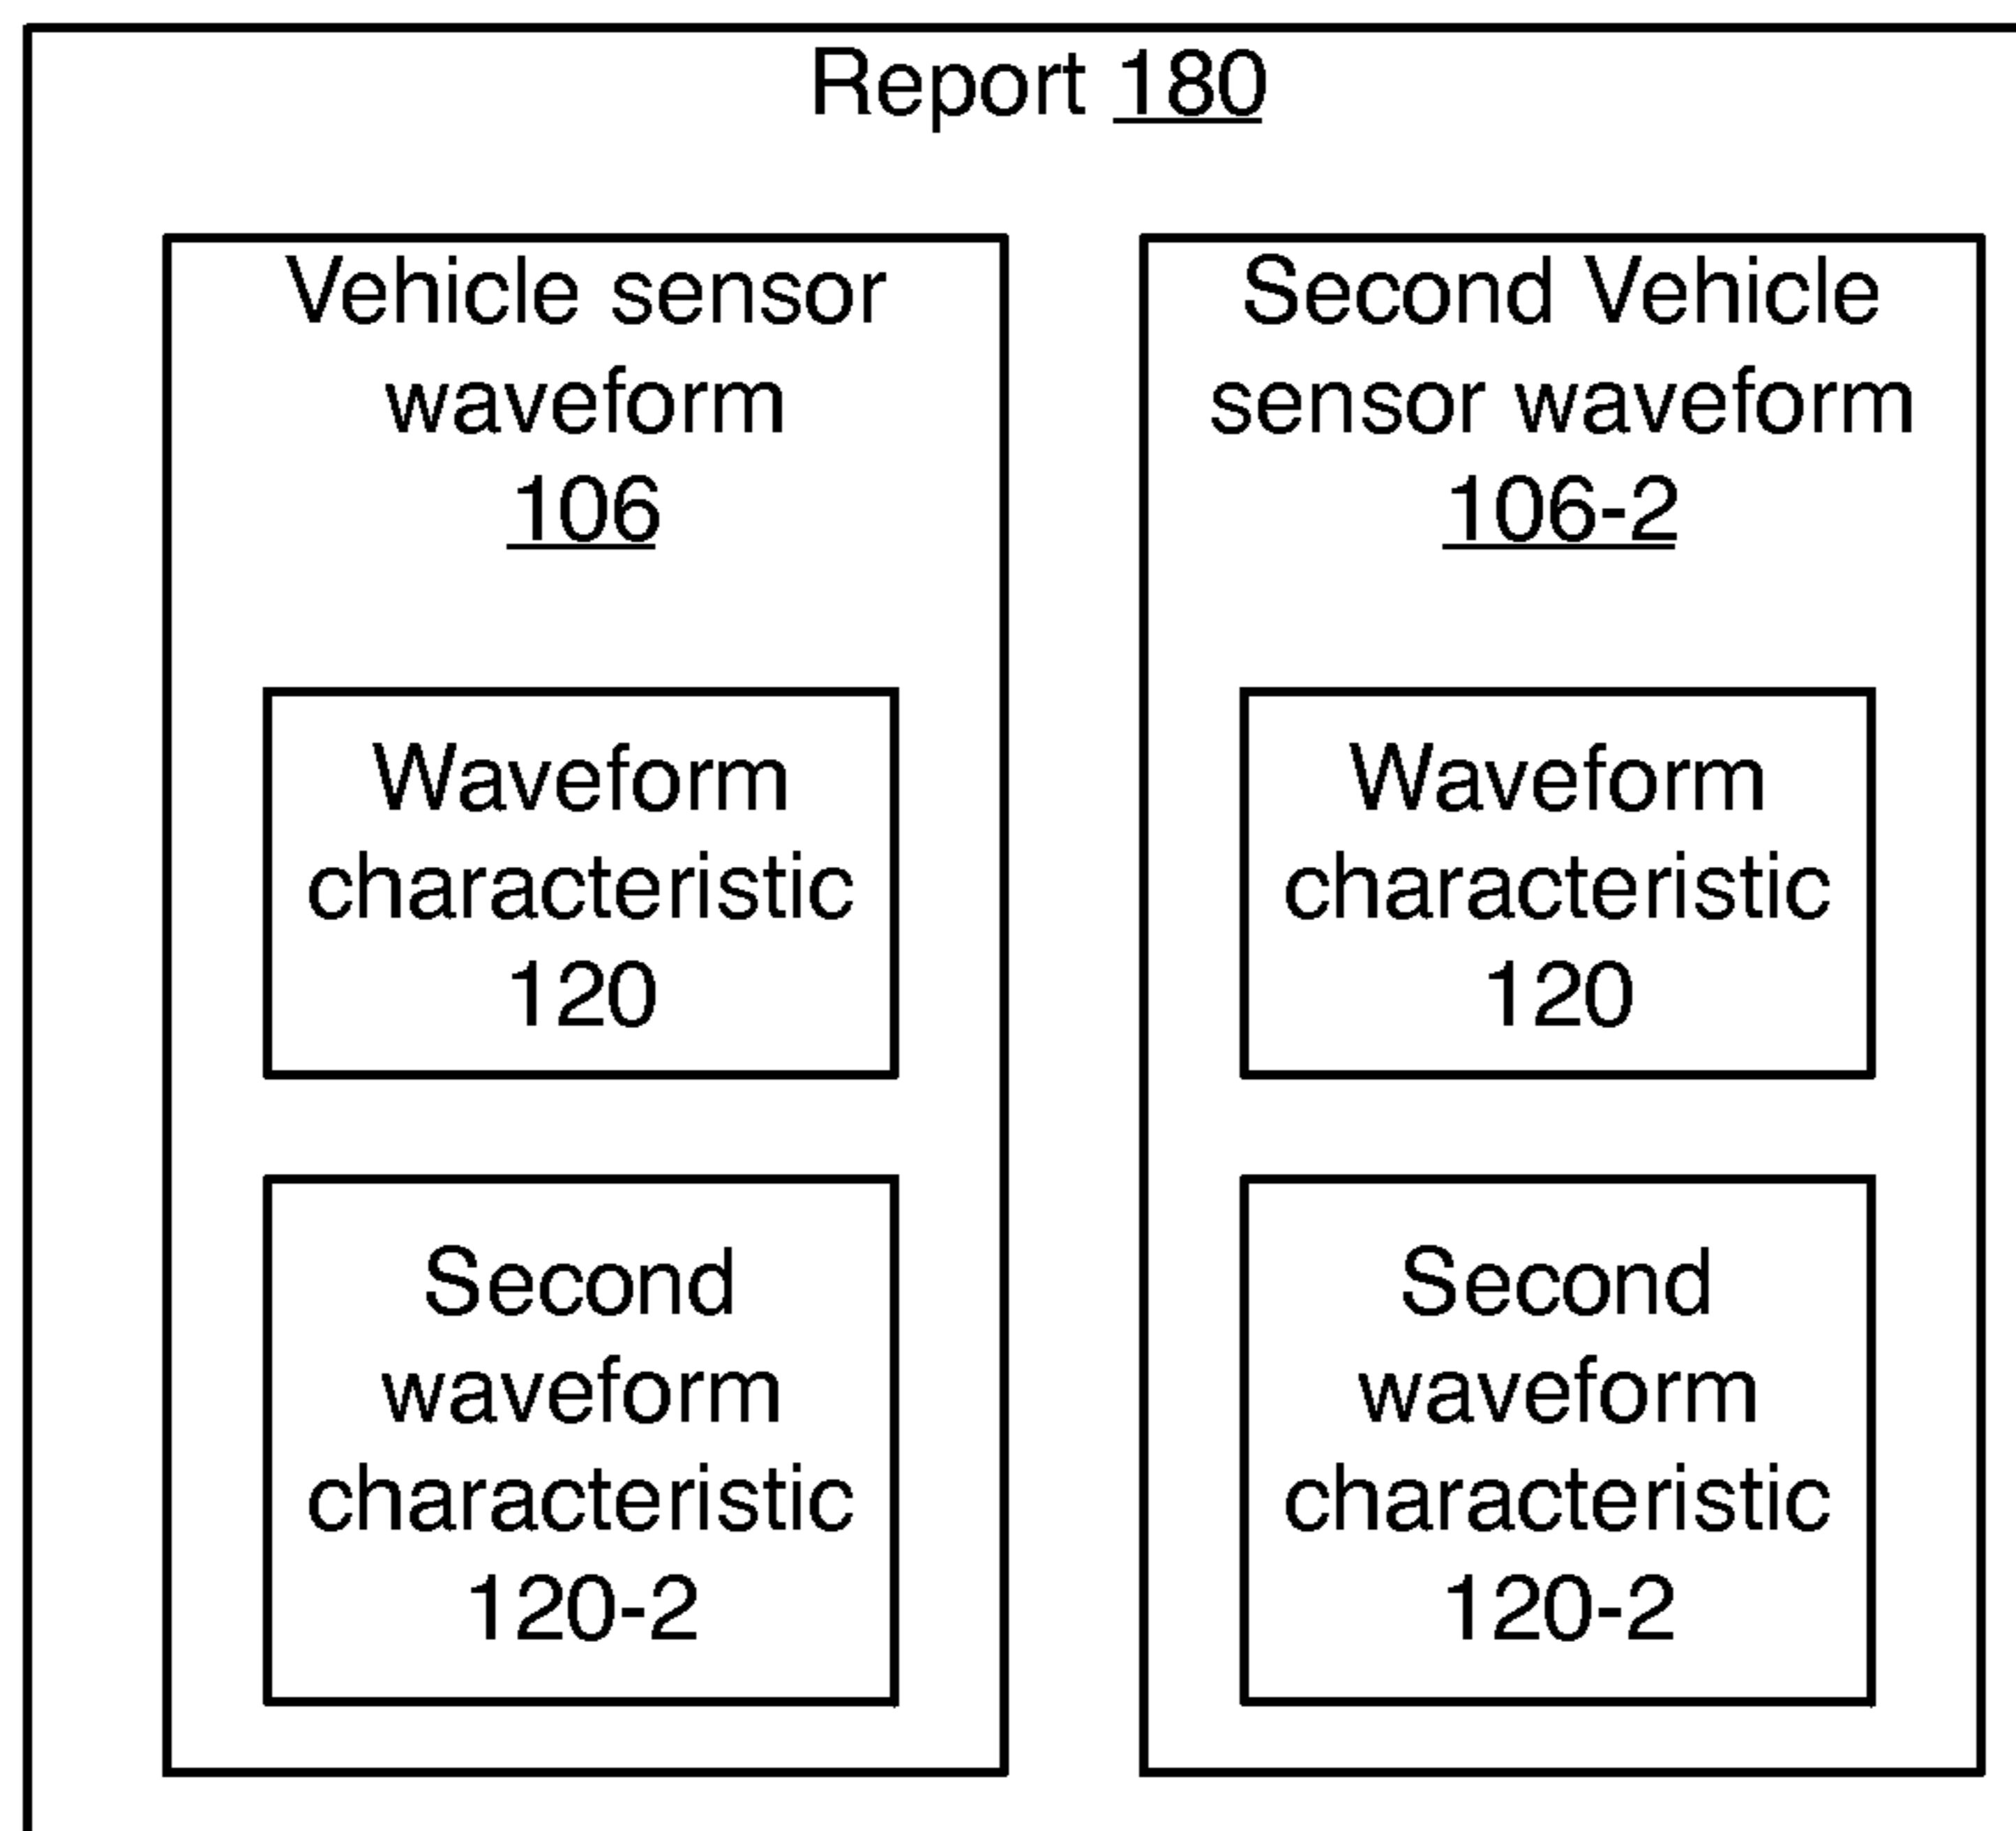 Report 180
Vehicle sensor
waveform
106
Waveform
characteristic
120
Second
waveform
characteristic
120-2
Second Vehicle
sensor waveform
106-2
Waveform
characteristic
120
Second
waveform
characteristic
120-2